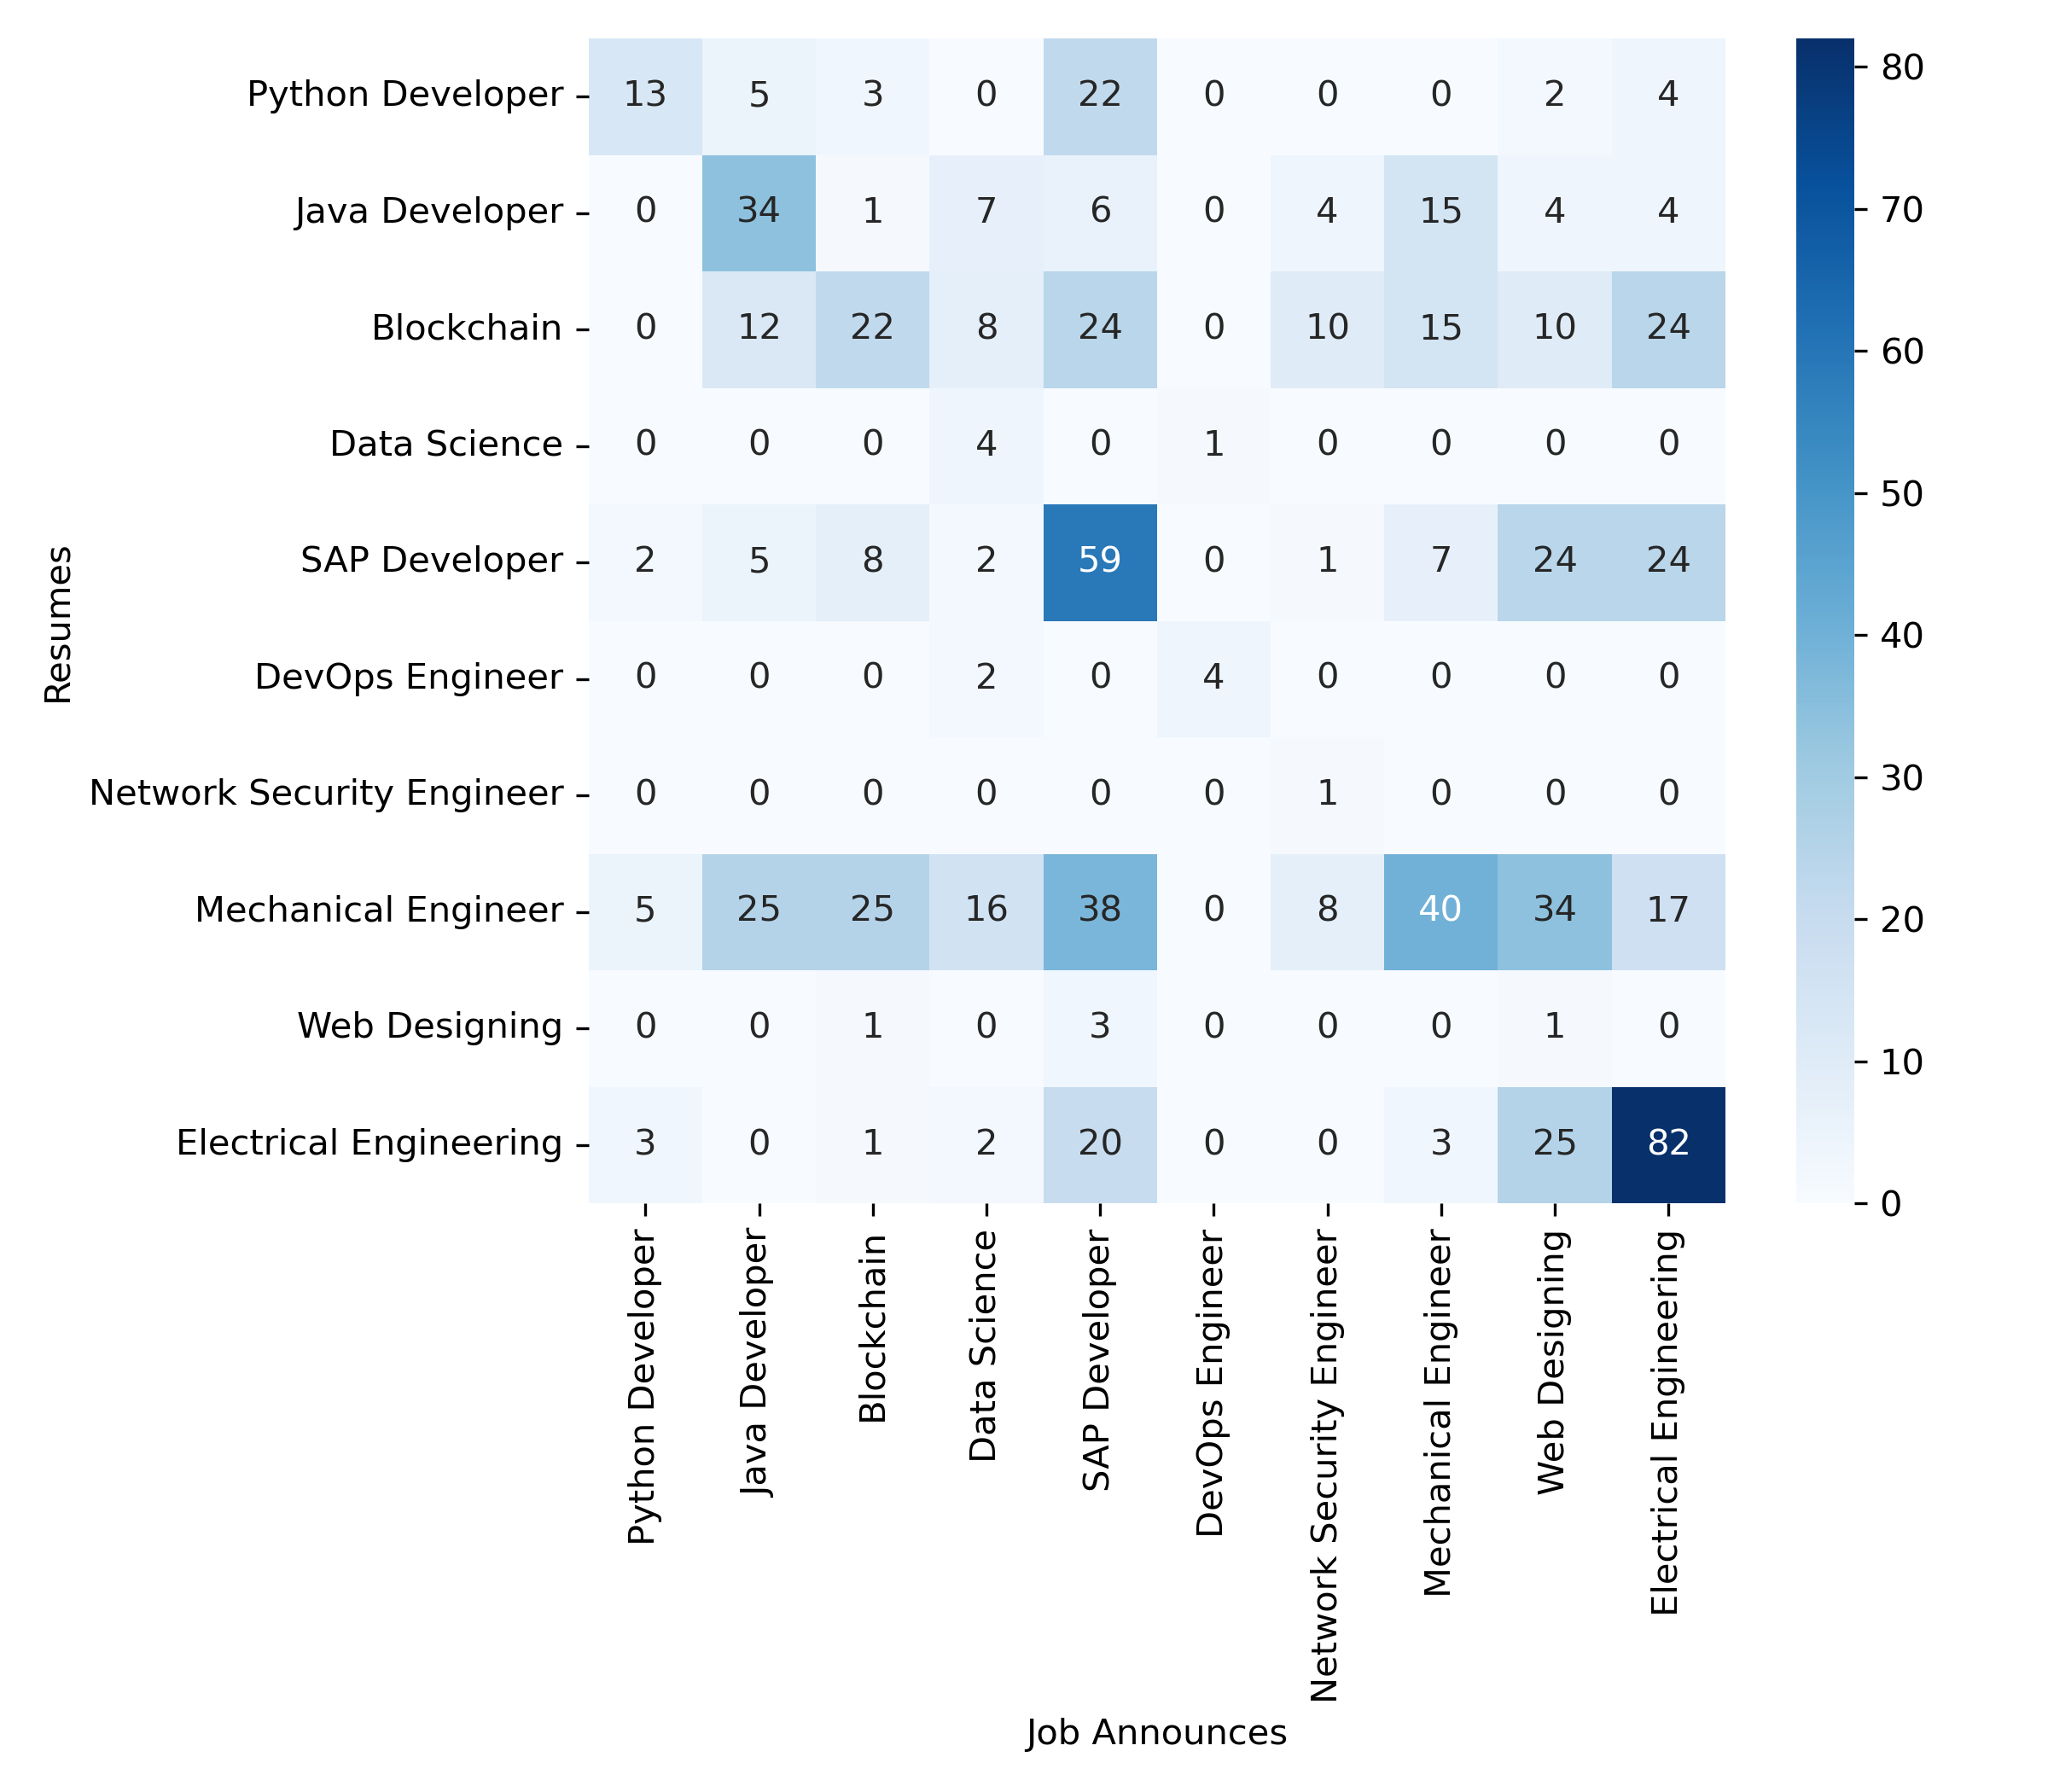 Python Developer 13 5 3 0 22 0 0 0 2 4
Java Developer 0 34 1 7 6 0 4 15 4 4
Blockchain 0 12 22 8 24 0 10 15 10 24
Data Science 0 0 0 4 0 1 0 0 0 0
SAP Developer 2 5 8 2 59 0 1 7 24 24
DevOps Engineer 0 0 0 2 0 4 0 0 0 0
Network Security Engineer 0 0 0 0 0 0 1 0 0 0
Mechanical Engineer 5 25 25 16 38 0 8 40 34 17
Web Designing 0 0 1 0 3 0 0 0 1 0
Electrical Engineering 3 0 1 2 20 0 0 3 25 82
Resumes
Python Developer
Java Developer
Blockchain
Data Science
SAP Developer
DevOps Engineer
Network Security Engineer
Mechanical Engineer
Web Designing
Electrical Engineering
Job Announces
80
70
60
50
40
30
20
10
0